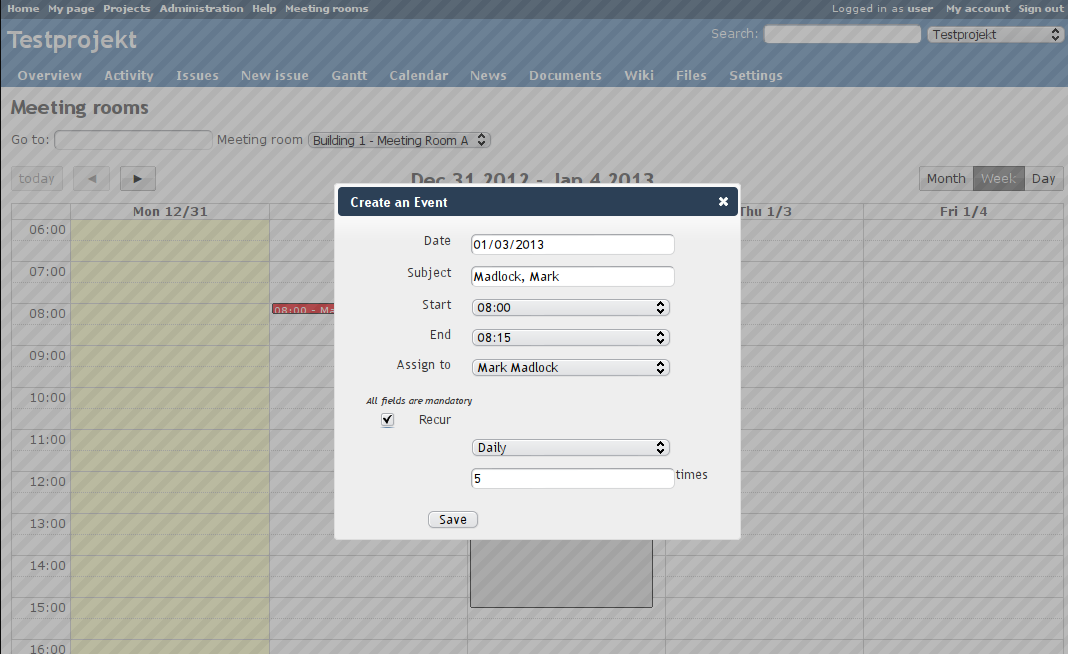 Home My page Projects Administration Help Meeting rooms Logged in as user My account Sign out
Testprojekt Search: Testprojekt
Overview Activity Issues New issue Gantt Calendar News Documents Wiki Files Settings
Meeting rooms
Go to: Meeting room Building 1 - Meeting Room A
today ◄ ► Dec 31 2012 - Jan 4 2013 Month Week Day
Mon 12/31 Thu 1/3 Fri 1/4
Create an Event ✖
Date 01/03/2013
Subject Madlock, Mark
Start 08:00
End 08:15
Assign to Mark Madlock
All fields are mandatory
Recur
Daily
5 times
Save
06:00
07:00
08:00 08:00 - Ma
09:00
10:00
11:00
12:00
13:00
14:00
15:00
16:00